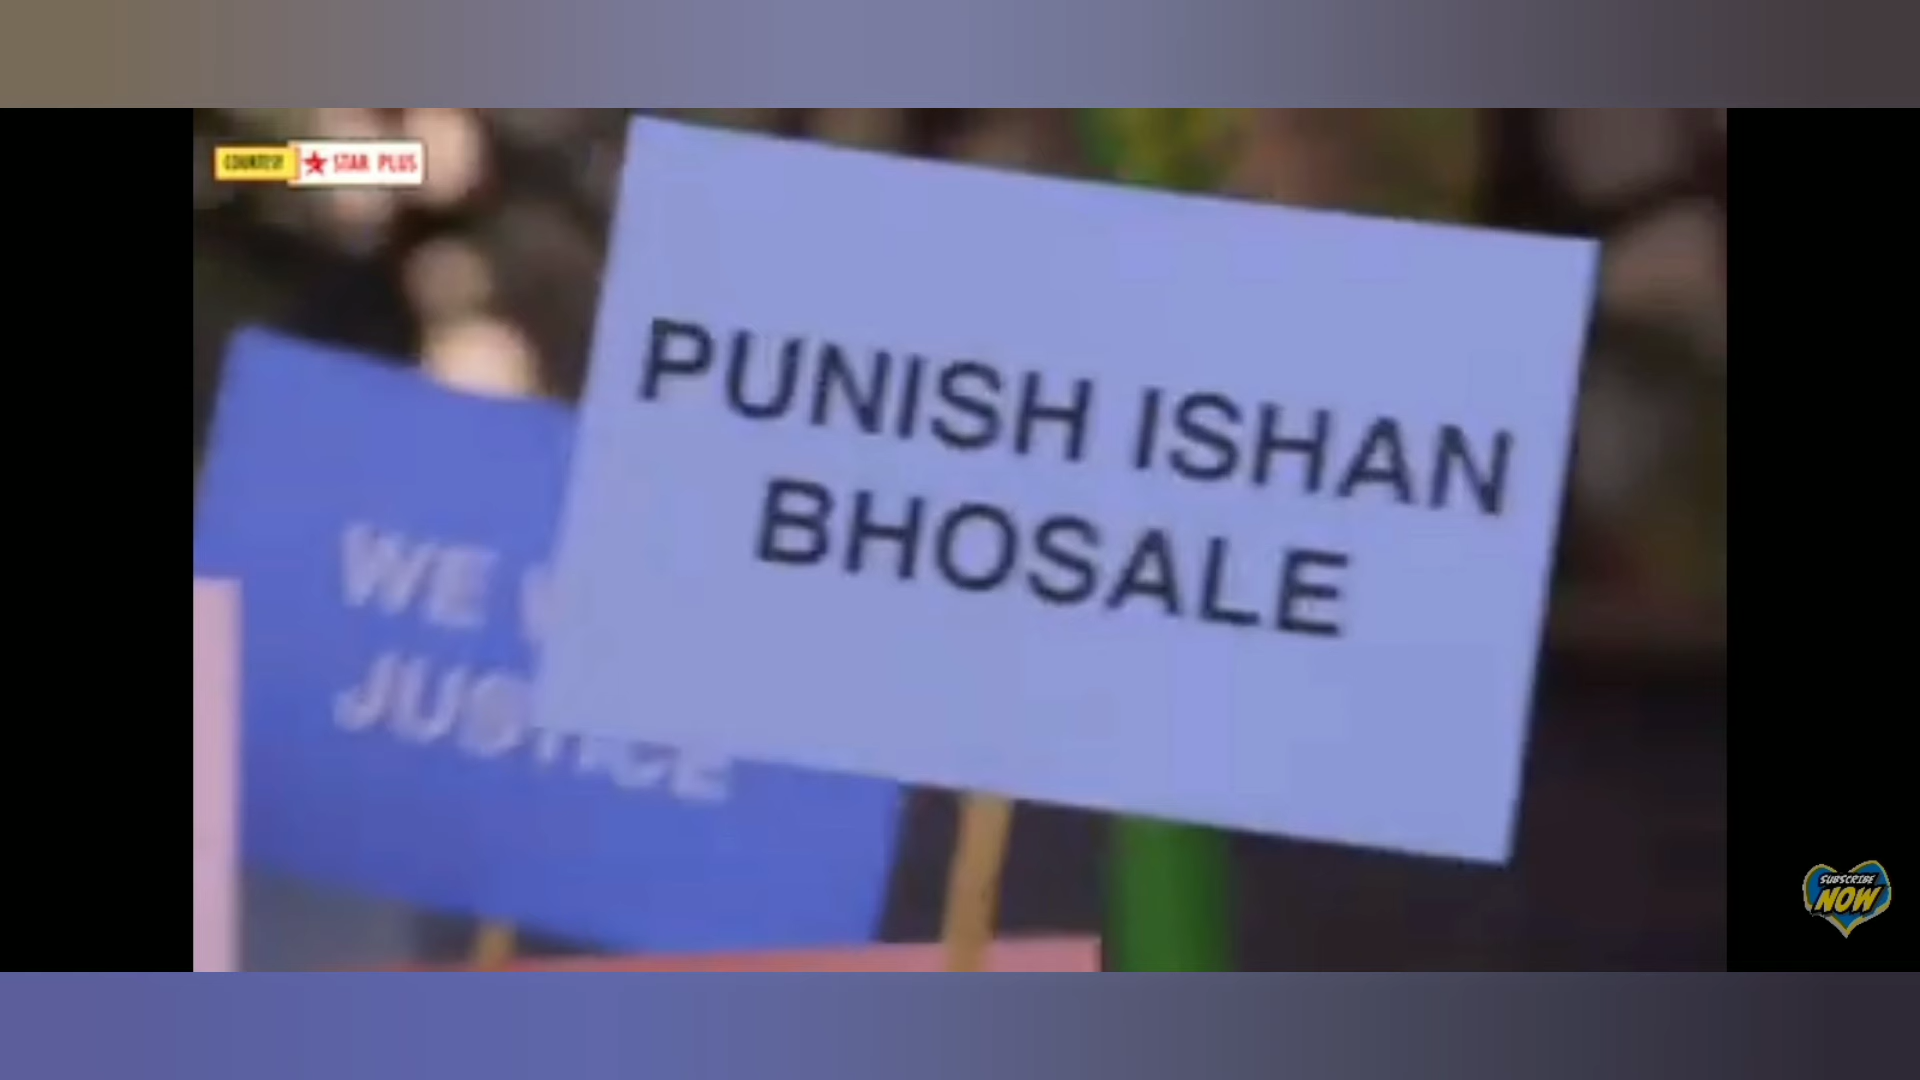 COURTESY STAR PLUS
PUNISH ISHAN
BHOSALE
WE
JUSTICE
SUBSCRIBE
NOW